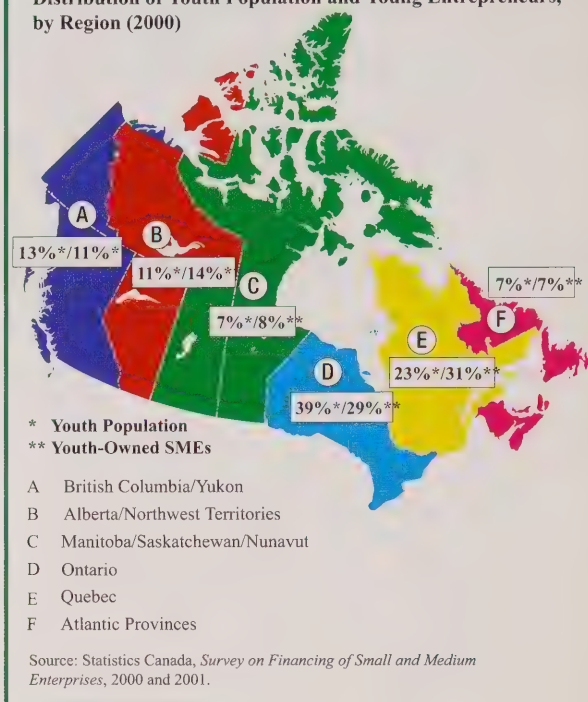 Distribution of Youth Population and Young Entrepreneurs,
by Region (2000)
A
13%*/11%*
B
11%*/14%*
C
7%*/8%**
7%*/7%**
F
E
23%*/31%**
D
39%*/29%**
* Youth Population
** Youth-Owned SMEs
A British Columbia/Yukon
B Alberta/Northwest Territories
C Manitoba/Saskatchewan/Nunavut
D Ontario
E Quebec
F Atlantic Provinces
Source: Statistics Canada, Survey on Financing of Small and Medium
Enterprises, 2000 and 2001.